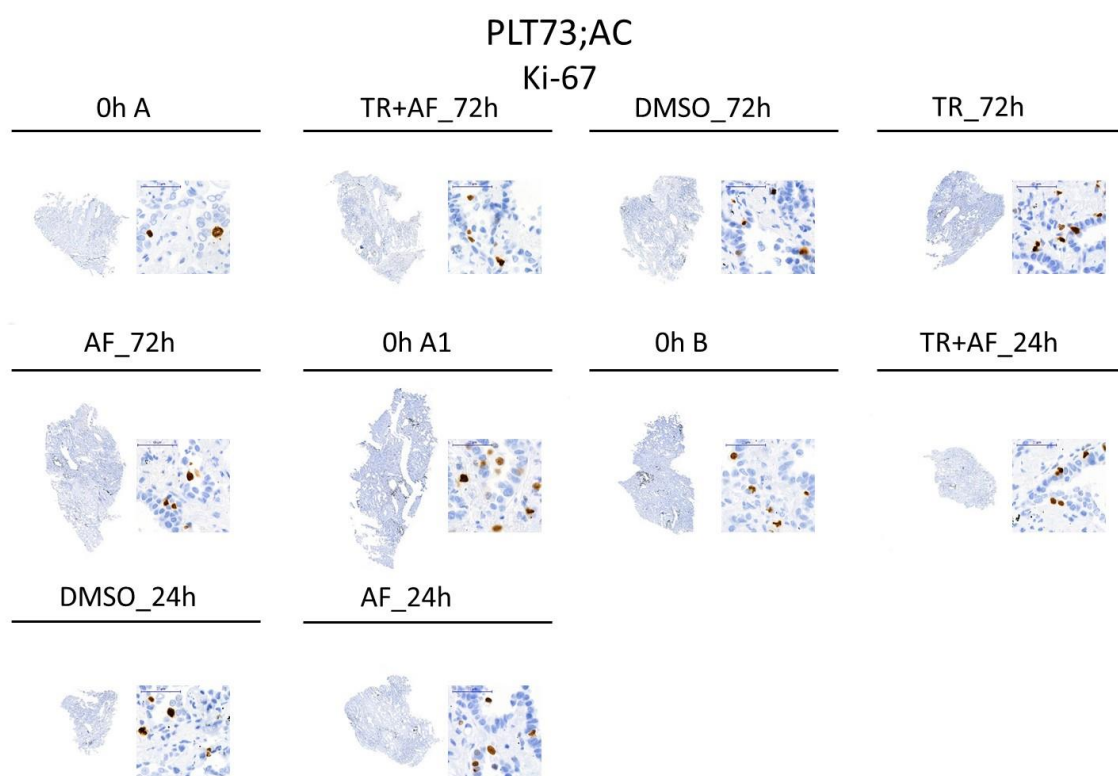 PLT73;AC
Ki-67
0h A TR+AF_72h DMSO_72h TR_72h
AF_72h 0h A1 0h B TR+AF_24h
DMSO_24h AF_24h